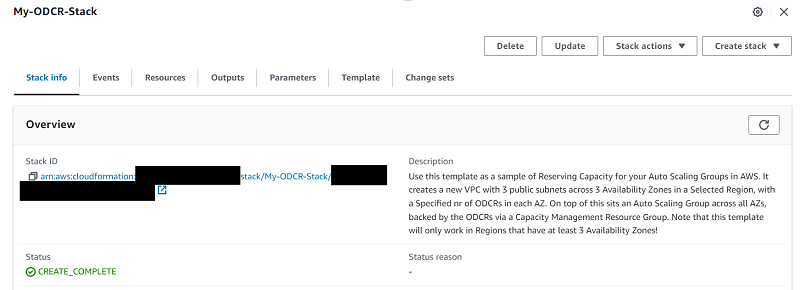 My-ODCR-Stack
Delete
Update
Stack actions
Create stack
Stack info
Events
Resources
Outputs
Parameters
Template
Change sets
Overview
Stack ID
arn:aws:cloudformation: stack/My-ODCR-Stack/
Description
Use this template as a sample of Reserving Capacity for your Auto Scaling Groups in AWS. It
creates a new VPC with 3 public subnets across 3 Availability Zones in a Selected Region, with
a Specified nr of ODCRs in each AZ. On top of this sits an Auto Scaling Group across all AZs,
backed by the ODCRs via a Capacity Management Resource Group. Note that this template
will only work in Regions that have at least 3 Availability Zones!
Status
CREATE_COMPLETE
Status reason
-